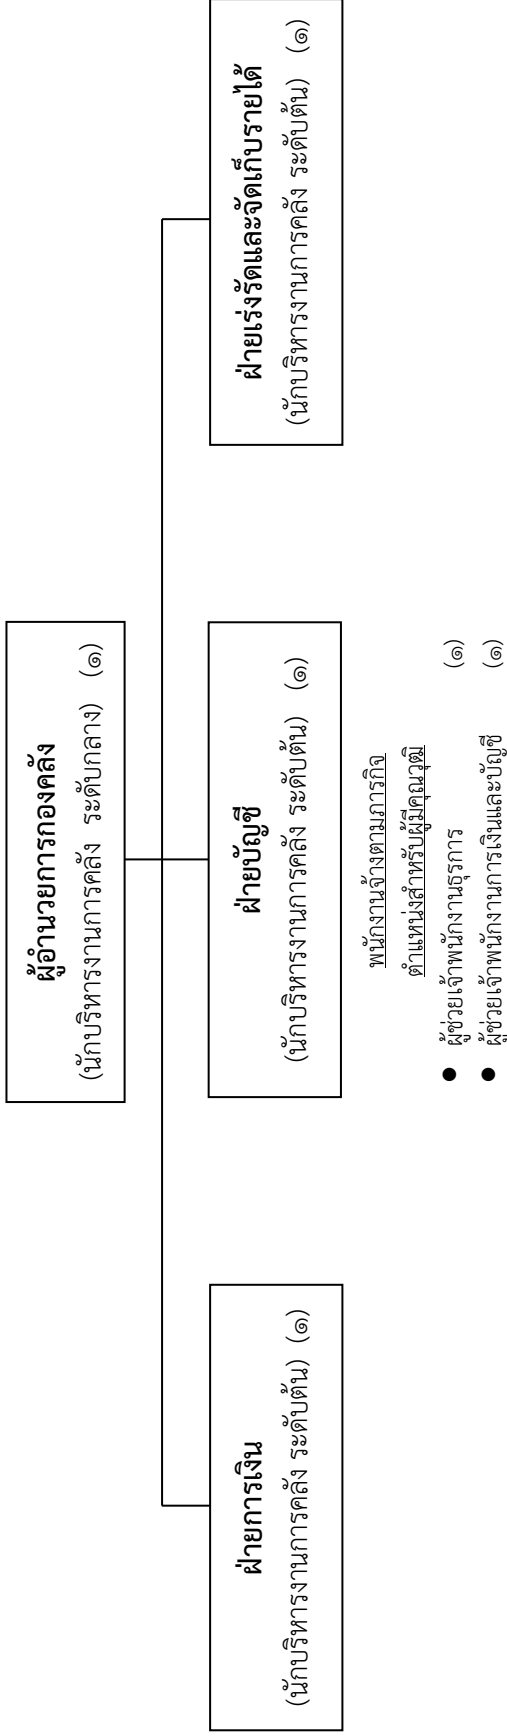 ผู้อำนวยการกองคลัง
(นักบริหารงานการคลัง ระดับกลาง) (๑)
ฝ่ายการเงิน
(นักบริหารงานการคลัง ระดับต้น) (๑)
ฝ่ายบัญชี
(นักบริหารงานการคลัง ระดับต้น) (๑)
ฝ่ายเร่งรัดและจัดเก็บรายได้
(นักบริหารงานการคลัง ระดับต้น) (๑)
พนักงานจ้างตามภารกิจ
ตำแหน่งสำหรับผู้มีคุณวุฒิ
● ผู้ช่วยเจ้าพนักงานธุรการ (๑)
● ผู้ช่วยเจ้าพนักงานการเงินและบัญชี (๑)